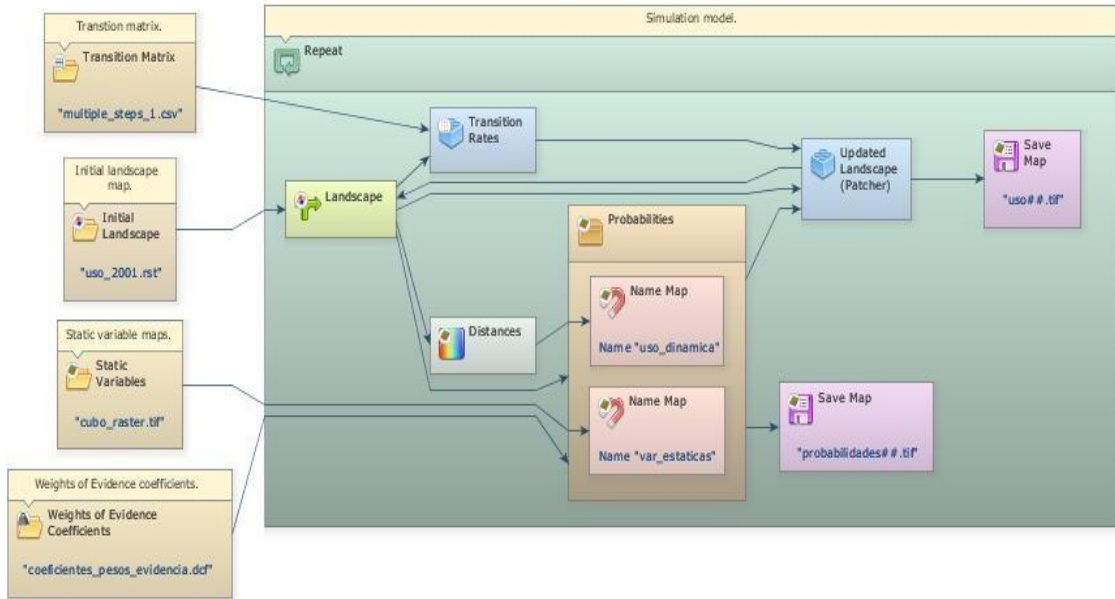 Transtion matrix.
Transition Matrix
"multiple_steps_1.csv"
Initial landscape
map.
Initial
Landscape
"uso_2001.rst"
Static variable maps.
Static
Variables
"cubo_raster.tif"
Weights of Evidence coefficients.
Weights of Evidence
Coefficients
"coeficientes_pesos_evidencia.dcf"
Simulation model.
Repeat
Landscape
Transition
Rates
Distances
Probabilities
Name Map
Name "uso_dinamica"
Name Map
Name "var_estaticas"
Updated
Landscape
(Patcher)
Save
Map
"uso##.tif"
Save Map
"probabilidades##.tif"